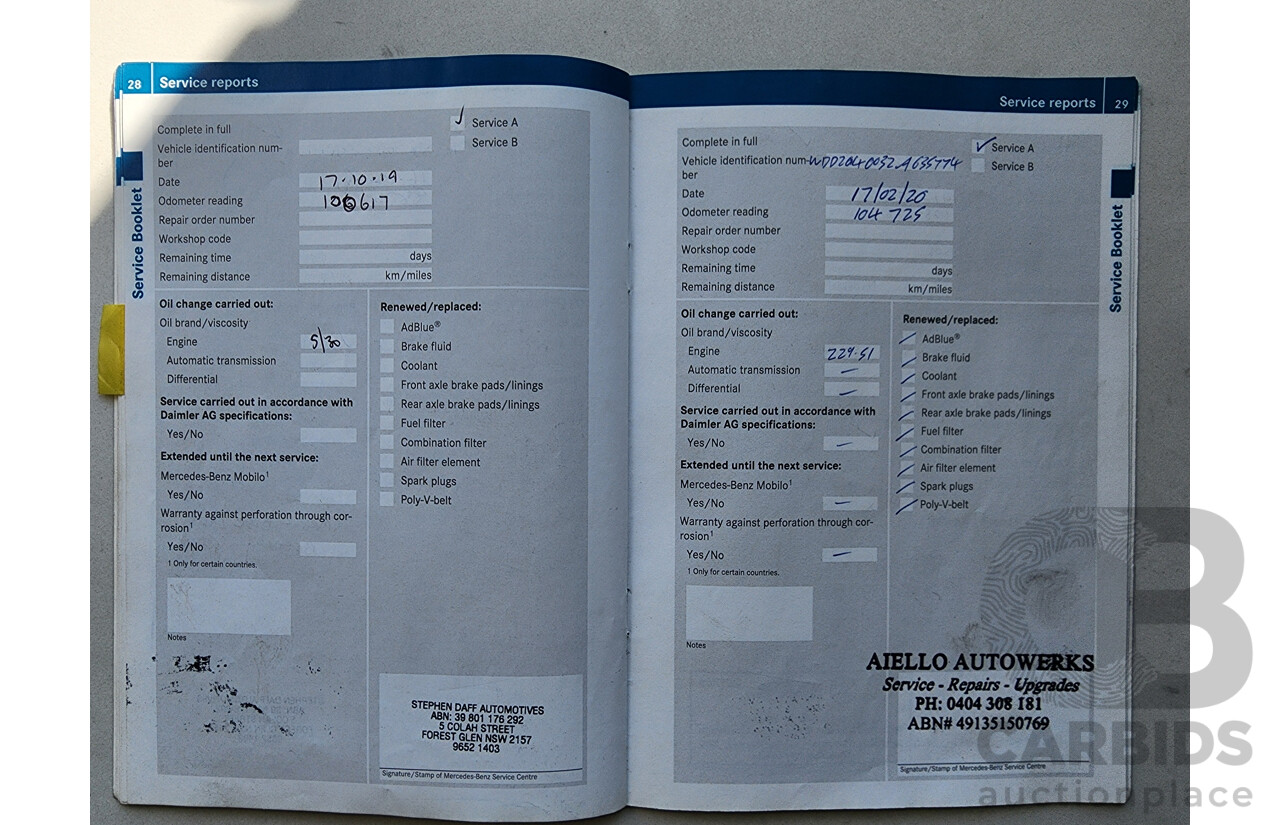 28 Service reports
Complete in full
Service A
Service B
Vehicle identification num-
ber
Date 17·10·19
Odometer reading
Repair order number
Workshop code
Remaining time days
Remaining distance km/miles
Oil change carried out:
Oil brand/viscosity
Engine 5/30
Automatic transmission
Differential
Service carried out in accordance with
Daimler AG specifications:
Yes/No
Extended until the next service:
Mercedes-Benz Mobilo¹
Yes/No
Warranty against perforation through cor-
rosion¹
Yes/No
1 Only for certain countries.
Notes
Renewed/replaced:
AdBlue®
Brake fluid
Coolant
Front axle brake pads/linings
Rear axle brake pads/linings
Fuel filter
Combination filter
Air filter element
Spark plugs
Poly-V-belt
STEPHEN DAFF AUTOMOTIVES
ABN: 39 801 176 292
5 COLAH STREET
FOREST GLEN NSW 2157
9652 1403
Signature/Stamp of Mercedes-Benz Service Centre
Service Booklet
Service reports 29
Complete in full
Service A
Service B
Vehicle identification num-
ber WDD2040032A635774
Date 17/02/20
Odometer reading 104 725
Repair order number
Workshop code
Remaining time days
Remaining distance km/miles
Oil change carried out:
Oil brand/viscosity
Engine 229.51
Automatic transmission —
Differential —
Service carried out in accordance with
Daimler AG specifications:
Yes/No —
Extended until the next service:
Mercedes-Benz Mobilo¹
Yes/No —
Warranty against perforation through cor-
rosion¹
Yes/No —
1 Only for certain countries.
Notes
Renewed/replaced:
AdBlue®
Brake fluid
Coolant
Front axle brake pads/linings
Rear axle brake pads/linings
Fuel filter
Combination filter
Air filter element
Spark plugs
Poly-V-belt
AIELLO AUTOWERKS
Service - Repairs - Upgrades
PH: 0404 308 181
ABN# 49135150769
Signature/Stamp of Mercedes-Benz Service Centre
Service Booklet
CARBIDS
auctionplace